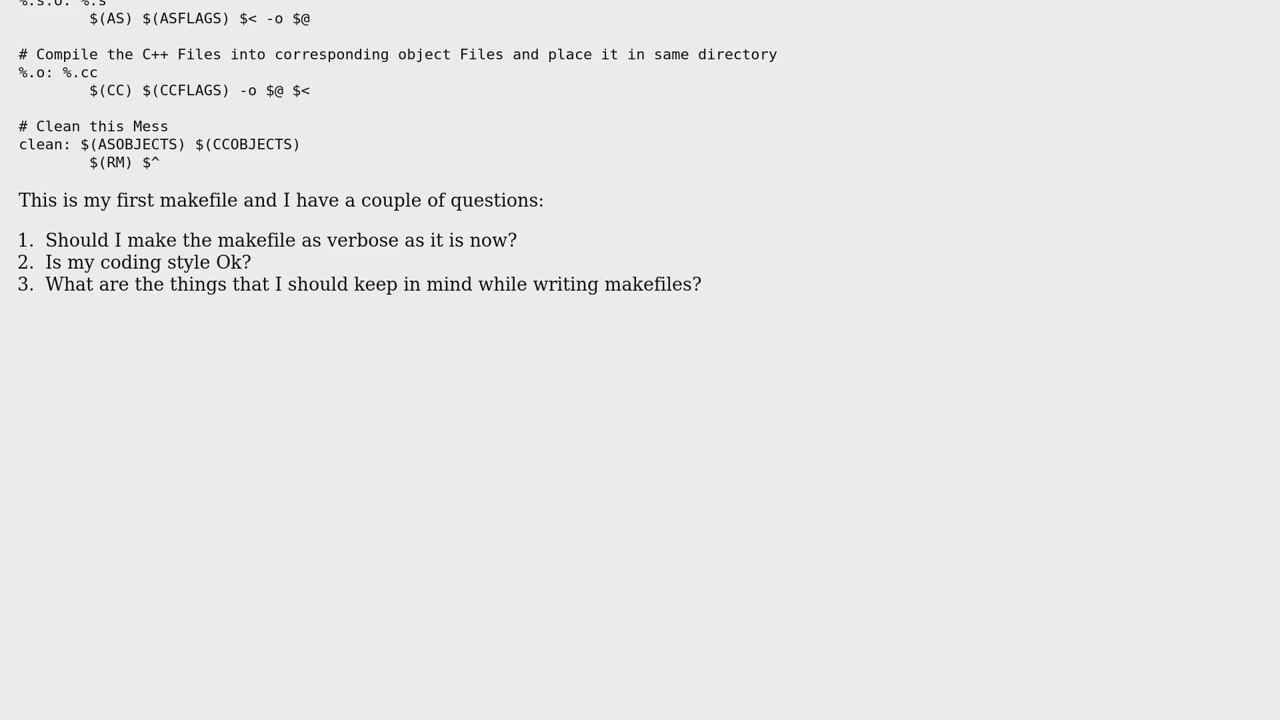 %.s.o: %.s
        $(AS) $(ASFLAGS) $< -o $@

# Compile the C++ Files into corresponding object Files and place it in same directory
%.o: %.cc
        $(CC) $(CCFLAGS) -o $@ $<

# Clean this Mess
clean: $(ASOBJECTS) $(CCOBJECTS)
        $(RM) $^

This is my first makefile and I have a couple of questions:

1. Should I make the makefile as verbose as it is now?
2. Is my coding style Ok?
3. What are the things that I should keep in mind while writing makefiles?